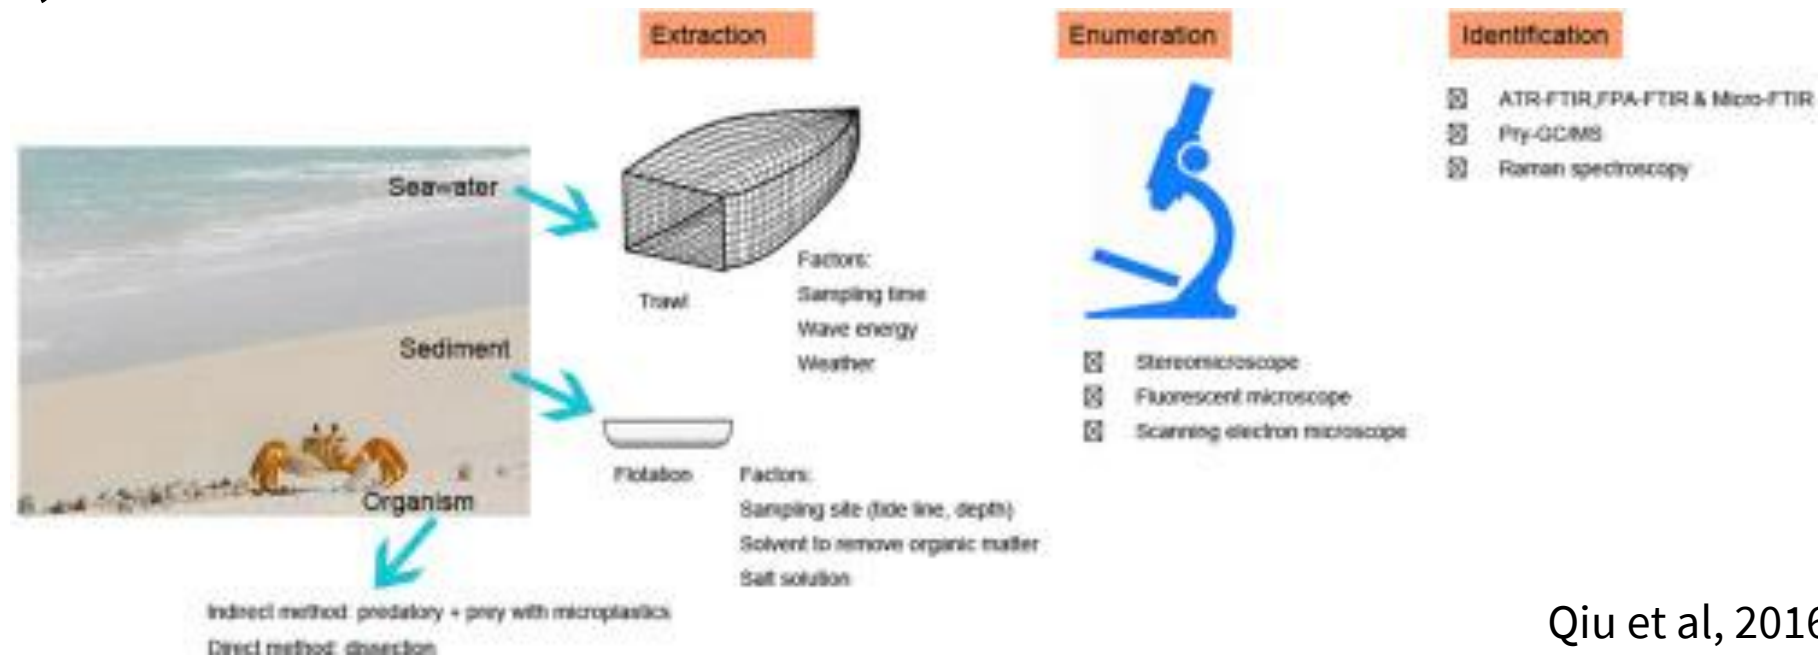 Extraction
Enumeration
Identification
ATR-FTIR,FPA-FTIR & Micro-FTIR
Pry-GC/MS
Raman spectroscopy
Seawater
Trawl
Factors:
Sampling time
Wave energy
Weather
Sediment
Flotation
Factors:
Sampling site (tide line, depth)
Solvent to remove organic matter
Salt solution
Stereomicroscope
Fluorescent microscope
Scanning electron microscope
Organism
Indirect method: predatory + prey with microplastics
Direct method: dissection
Qiu et al, 2016